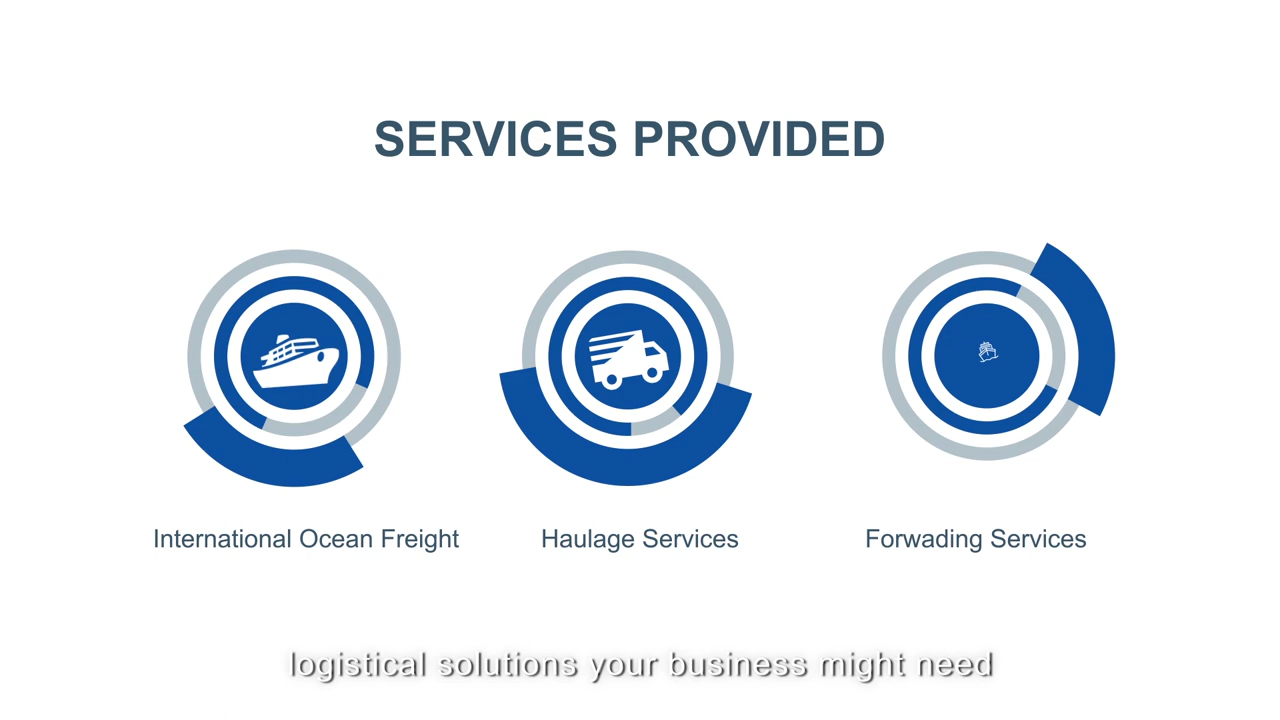 SERVICES PROVIDED
International Ocean Freight
Haulage Services
Forwading Services
logistical solutions your business might need